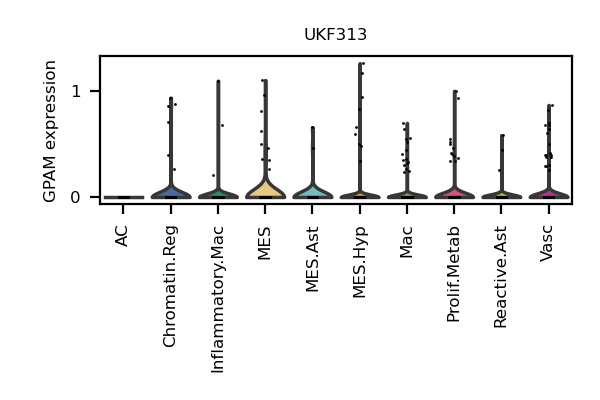 UKF313
GPAM expression
1
0
AC
Chromatin.Reg
Inflammatory.Mac
MES
MES.Ast
MES.Hyp
Mac
Prolif.Metab
Reactive.Ast
Vasc